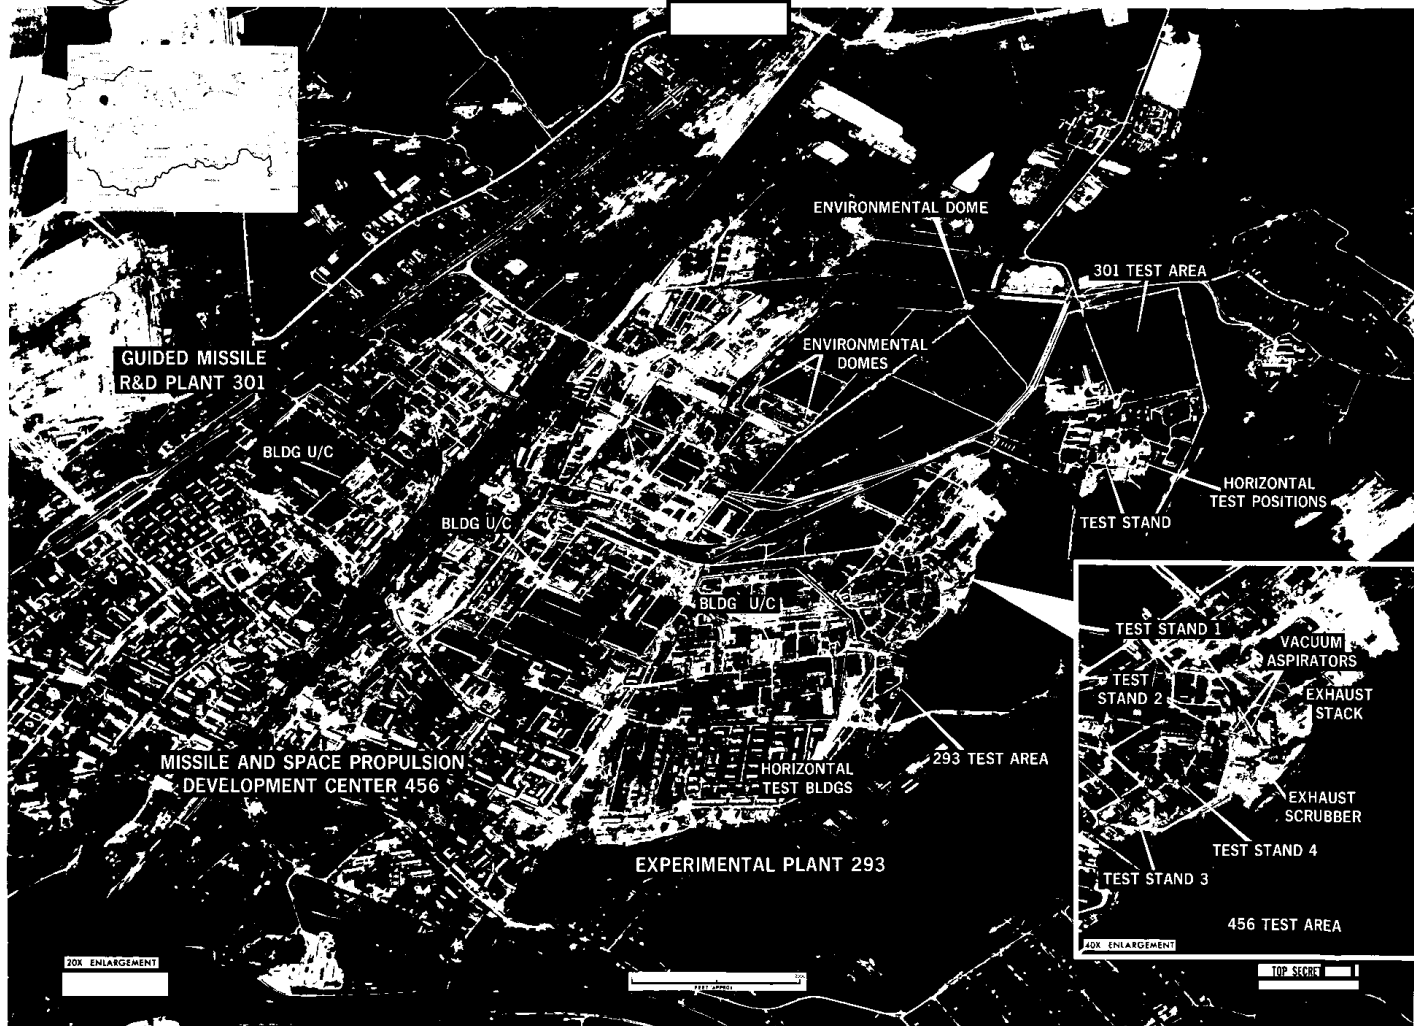 ENVIRONMENTAL DOME
301 TEST AREA
GUIDED MISSILE
R&D PLANT 301
ENVIRONMENTAL
DOMES
BLDG U/C
BLDG U/C
HORIZONTAL
TEST POSITIONS
TEST STAND
BLDG U/C
TEST STAND 1
VACUUM
ASPIRATORS
TEST
STAND 2
EXHAUST
STACK
MISSILE AND SPACE PROPULSION
DEVELOPMENT CENTER 456
HORIZONTAL
TEST BLDGS
293 TEST AREA
EXHAUST
SCRUBBER
TEST STAND 4
EXPERIMENTAL PLANT 293
TEST STAND 3
456 TEST AREA
40X ENLARGEMENT
20X ENLARGEMENT
FEET (APPROX)
TOP SECRET